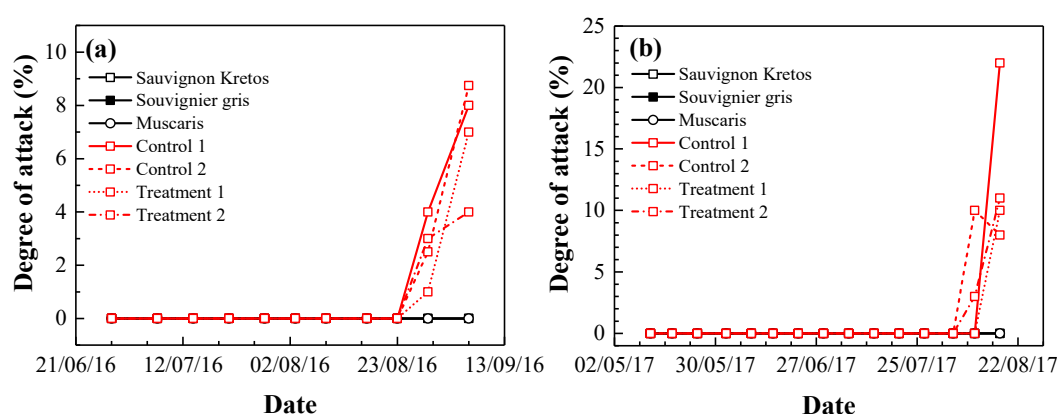 (a)
Degree of attack (%)
10
8
6
4
2
0
Sauvignon Kretos
Souvignier gris
Muscaris
Control 1
Control 2
Treatment 1
Treatment 2
21/06/16 12/07/16 02/08/16 23/08/16 13/09/16
Date
(b)
Degree of attack (%)
25
20
15
10
5
0
Sauvignon Kretos
Souvignier gris
Muscaris
Control 1
Control 2
Treatment 1
Treatment 2
02/05/17 30/05/17 27/06/17 25/07/17 22/08/17
Date